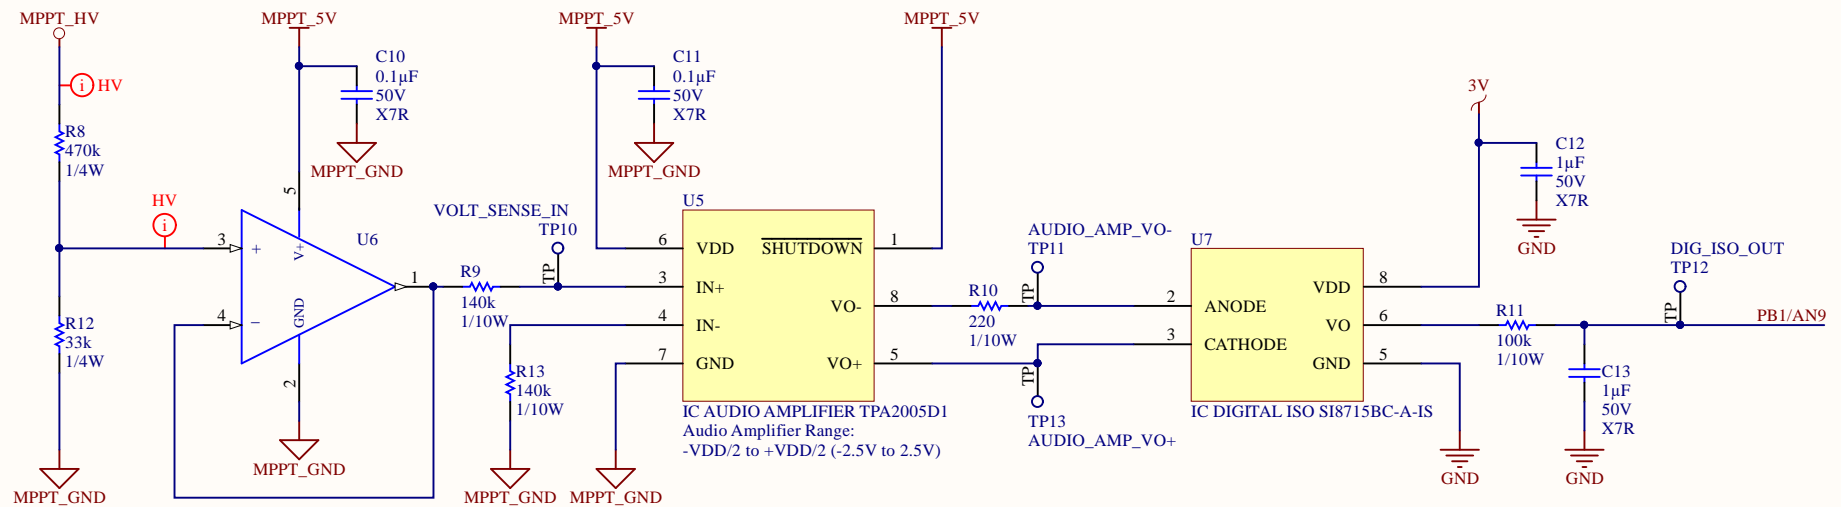 MPPT_HV
HV
R8
470k
1/4W
HV
R12
33k
1/4W
MPPT_GND
MPPT_5V
C10
0.1µF
50V
X7R
MPPT_GND
5
3
+
V+
U6
1
4
−
GND
2
MPPT_GND
R9
140k
1/10W
VOLT_SENSE_IN
TP10
TP
R13
140k
1/10W
MPPT_GND
MPPT_5V
C11
0.1µF
50V
X7R
MPPT_GND
MPPT_GND
MPPT_5V
U5
6 VDD SHUTDOWN 1
3 IN+
VO- 8
4 IN-
7 GND VO+ 5
IC AUDIO AMPLIFIER TPA2005D1
Audio Amplifier Range:
-VDD/2 to +VDD/2 (-2.5V to 2.5V)
R10
220
1/10W
AUDIO_AMP_VO-
TP11
TP
TP
TP13
AUDIO_AMP_VO+
U7
VDD 8
2 ANODE
VO 6
3 CATHODE
GND 5
IC DIGITAL ISO SI8715BC-A-IS
3V
C12
1µF
50V
X7R
GND
R11
100k
1/10W
GND
C13
1µF
50V
X7R
GND
DIG_ISO_OUT
TP12
TP
PB1/AN9